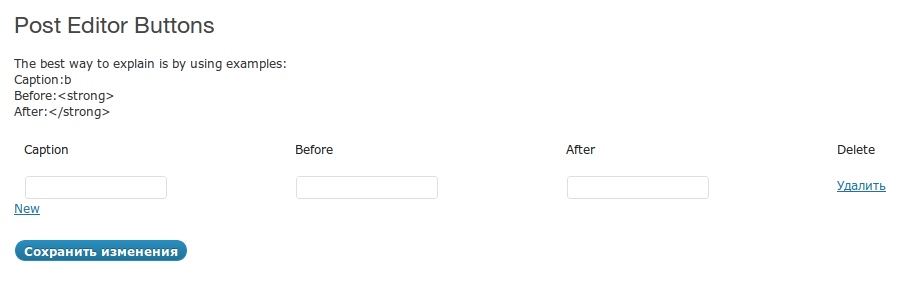 Post Editor Buttons
The best way to explain is by using examples:
Caption:b
Before:<strong>
After:</strong>
Caption Before After Delete
Удалить
New
Сохранить изменения